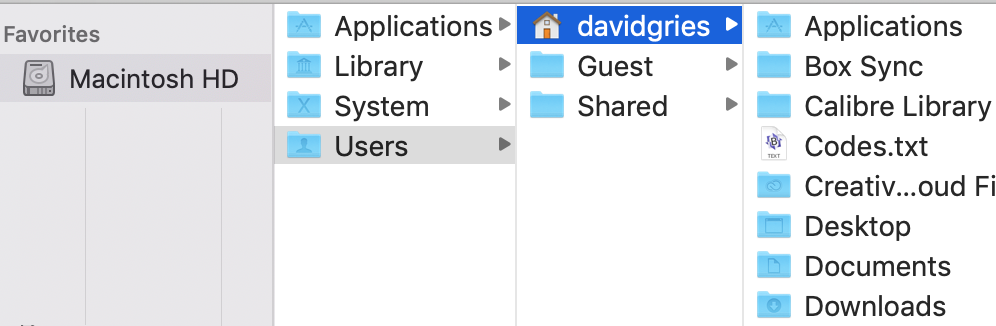 Favorites
Macintosh HD
Applications
Library
System
Users
davidgries
Guest
Shared
Applications
Box Sync
Calibre Library
TEXT
Codes.txt
Creativ...oud Fi
Desktop
Documents
Downloads